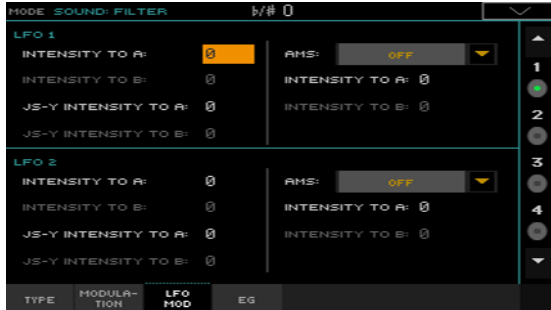 MODE SOUND: FILTER ♭/# 0
LFO 1
INTENSITY TO A: 0 AMS: OFF
INTENSITY TO B: 0 INTENSITY TO A: 0
JS-Y INTENSITY TO A: 0 INTENSITY TO B: 0
JS-Y INTENSITY TO B: 0
LFO 2
INTENSITY TO A: 0 AMS: OFF
INTENSITY TO B: 0 INTENSITY TO A: 0
JS-Y INTENSITY TO A: 0 INTENSITY TO B: 0
JS-Y INTENSITY TO B: 0
1
2
3
4
TYPE MODULA-
TION LFO
MOD EG